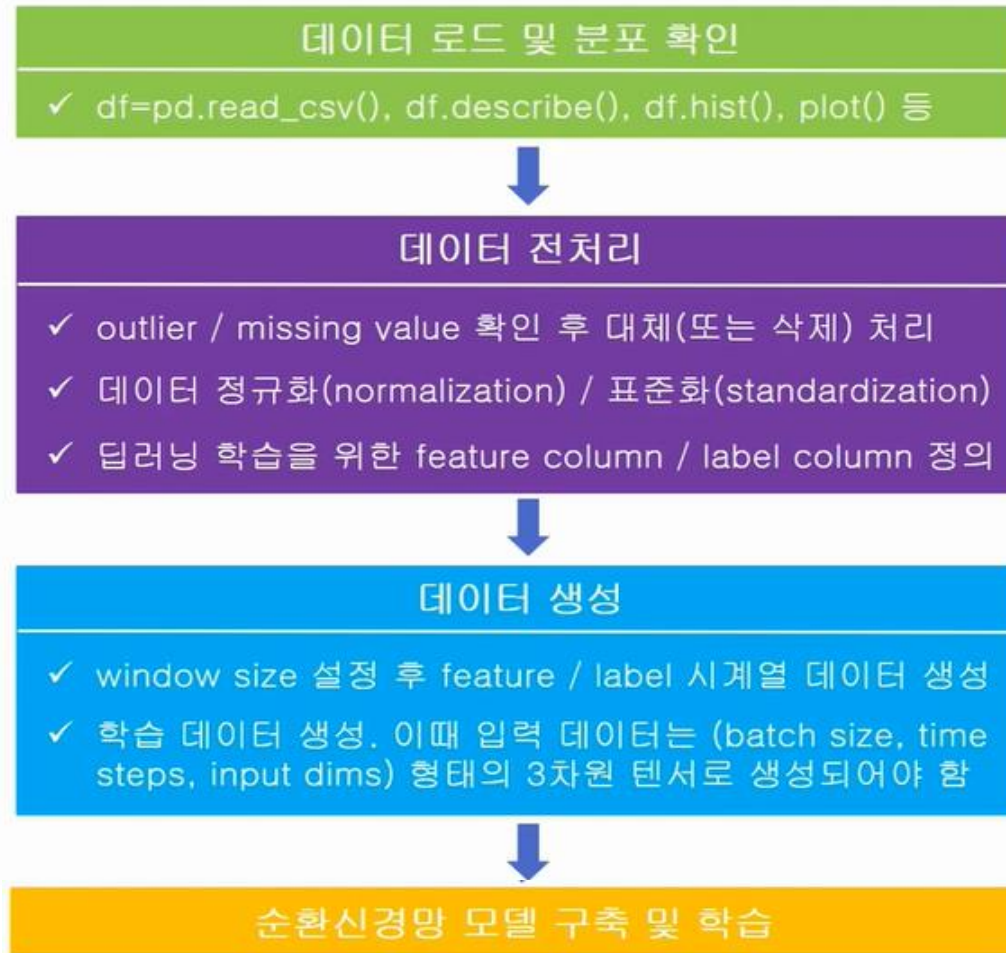 데이터 로드 및 분포 확인
✓ df=pd.read_csv(), df.describe(), df.hist(), plot() 등
데이터 전처리
✓ outlier / missing value 확인 후 대체(또는 삭제) 처리
✓ 데이터 정규화(normalization) / 표준화(standardization)
✓ 딥러닝 학습을 위한 feature column / label column 정의
데이터 생성
✓ window size 설정 후 feature / label 시계열 데이터 생성
✓ 학습 데이터 생성. 이때 입력 데이터는 (batch size, time
steps, input dims) 형태의 3차원 텐서로 생성되어야 함
순환신경망 모델 구축 및 학습